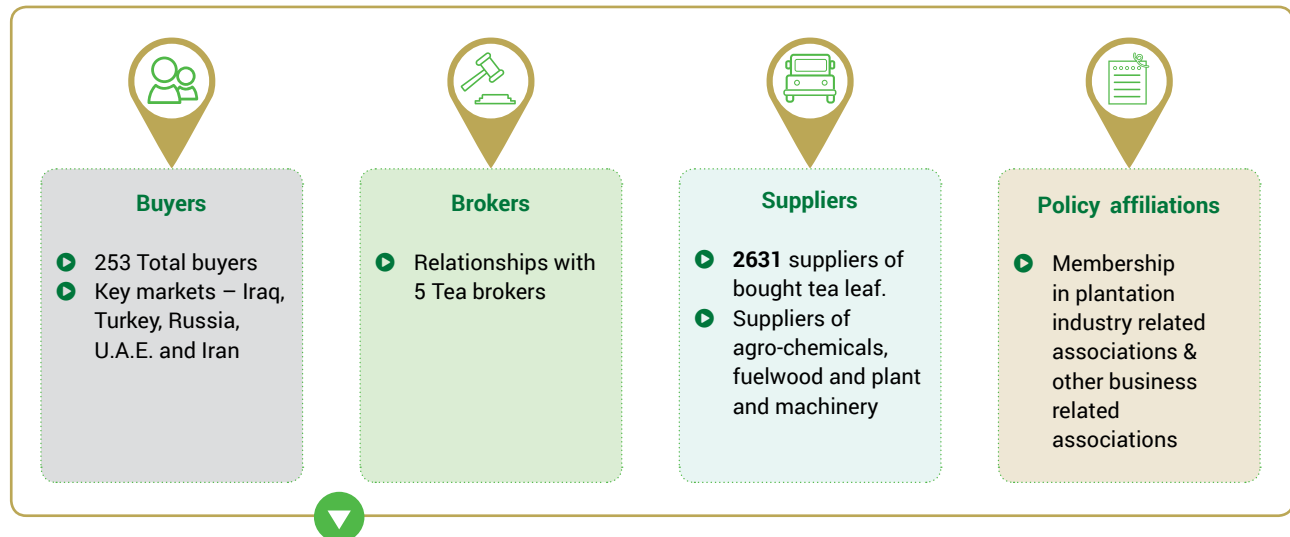 Buyers
253 Total buyers
Key markets – Iraq,
Turkey, Russia,
U.A.E. and Iran
Brokers
Relationships with
5 Tea brokers
Suppliers
2631 suppliers of
bought tea leaf.
Suppliers of
agro-chemicals,
fuelwood and plant
and machinery
Policy affiliations
Membership
in plantation
industry related
associations &
other business
related
associations